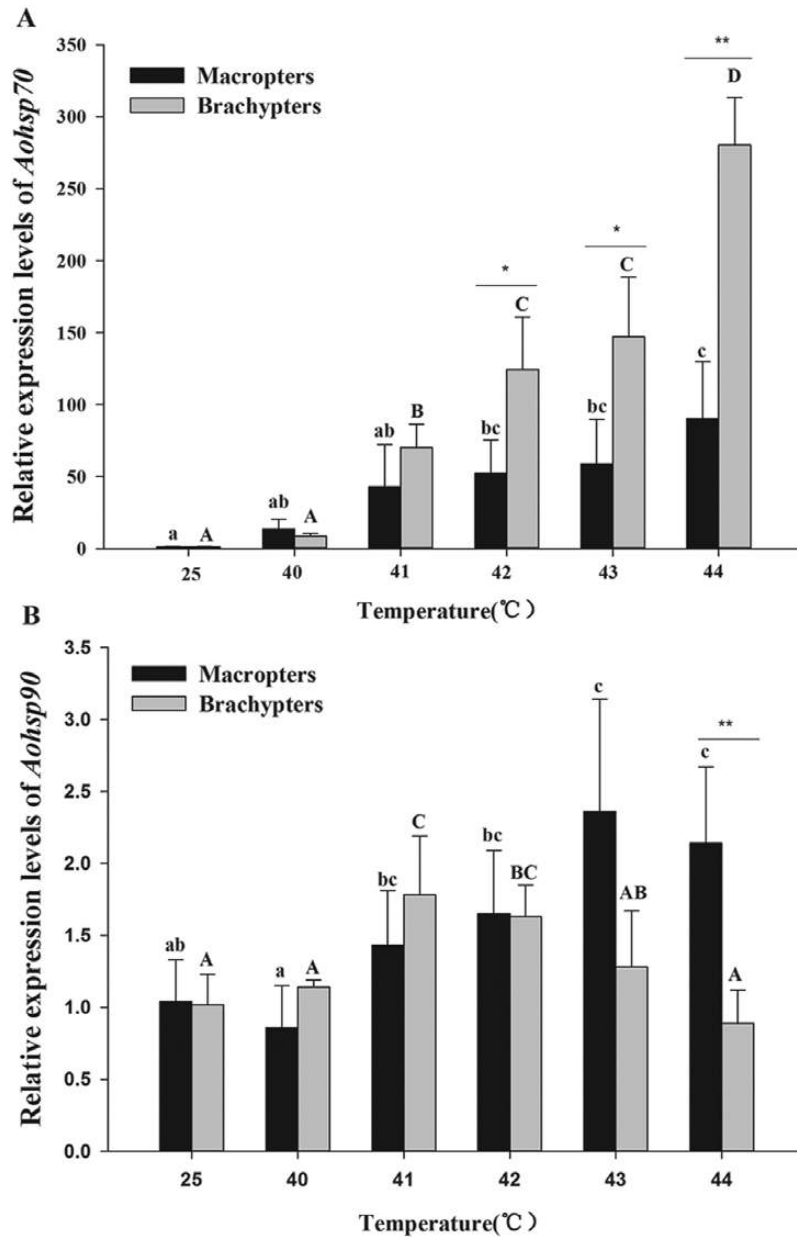 A
Relative expression levels of Aohsp70
350
300
250
200
150
100
50
0
Macropters
Brachypters
a
A
ab
A
ab
B
bc
C
*
bc
C
*
c
D
**
25
40
41
42
43
44
Temperature(℃)
B
Relative expression levels of Aohsp90
3.5
3.0
2.5
2.0
1.5
1.0
0.5
0.0
Macropters
Brachypters
ab
A
a
A
bc
C
bc
BC
c
AB
c
A
**
25
40
41
42
43
44
Temperature(℃)